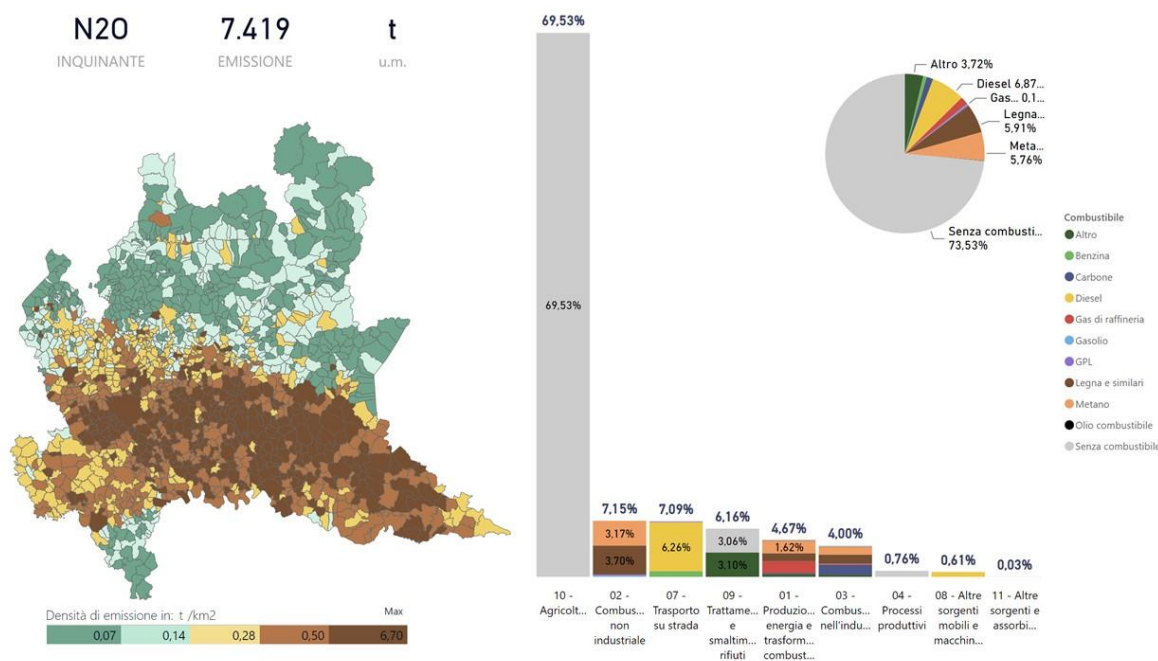 N2O
7.419
t
INQUINANTE
EMISSIONE
u.m.
Densità di emissione in: t /km2
Max
0,07
0,14
0,28
0,50
6,70
69,53%
69,53%
7,15%
3,17%
3,70%
7,09%
6,26%
6,16%
3,06%
3,10%
4,67%
1,62%
4,00%
0,76%
0,61%
0,03%
10 -
Agricolt...
02 -
Combus...
non
industriale
07 -
Trasporto
su strada
09 -
Trattame...
e
smaltim...
rifiuti
01 -
Produzio...
energia e
trasform...
combust...
03 -
Combus...
nell'indu...
04 -
Processi
produttivi
08 - Altre
sorgenti
mobili e
macchin...
11 - Altre
sorgenti e
assorbi...
Altro 3,72%
Diesel 6,87...
Gas... 0,1...
Legna...
5,91%
Meta...
5,76%
Senza combusti...
73,53%
Combustibile
Altro
Benzina
Carbone
Diesel
Gas di raffineria
Gasolio
GPL
Legna e similari
Metano
Olio combustibile
Senza combustibile